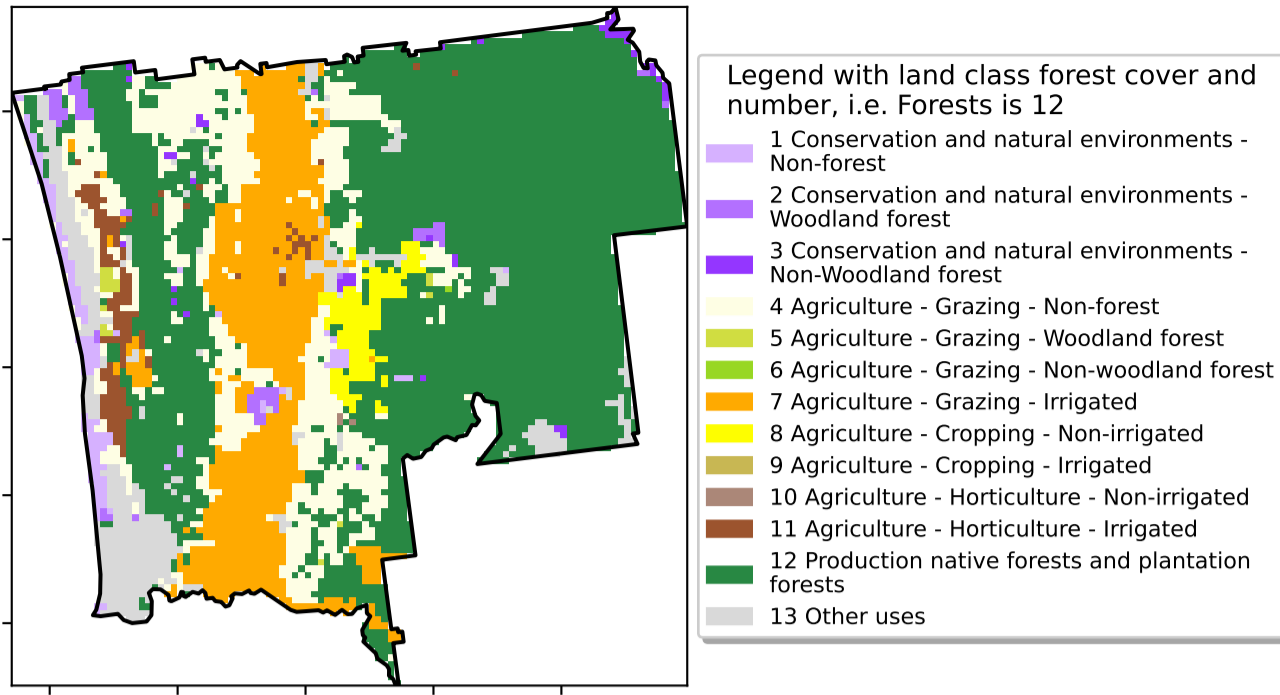 Legend with land class forest cover and
number, i.e. Forests is 12
1 Conservation and natural environments -
Non-forest
2 Conservation and natural environments -
Woodland forest
3 Conservation and natural environments -
Non-Woodland forest
4 Agriculture - Grazing - Non-forest
5 Agriculture - Grazing - Woodland forest
6 Agriculture - Grazing - Non-woodland forest
7 Agriculture - Grazing - Irrigated
8 Agriculture - Cropping - Non-irrigated
9 Agriculture - Cropping - Irrigated
10 Agriculture - Horticulture - Non-irrigated
11 Agriculture - Horticulture - Irrigated
12 Production native forests and plantation
forests
13 Other uses